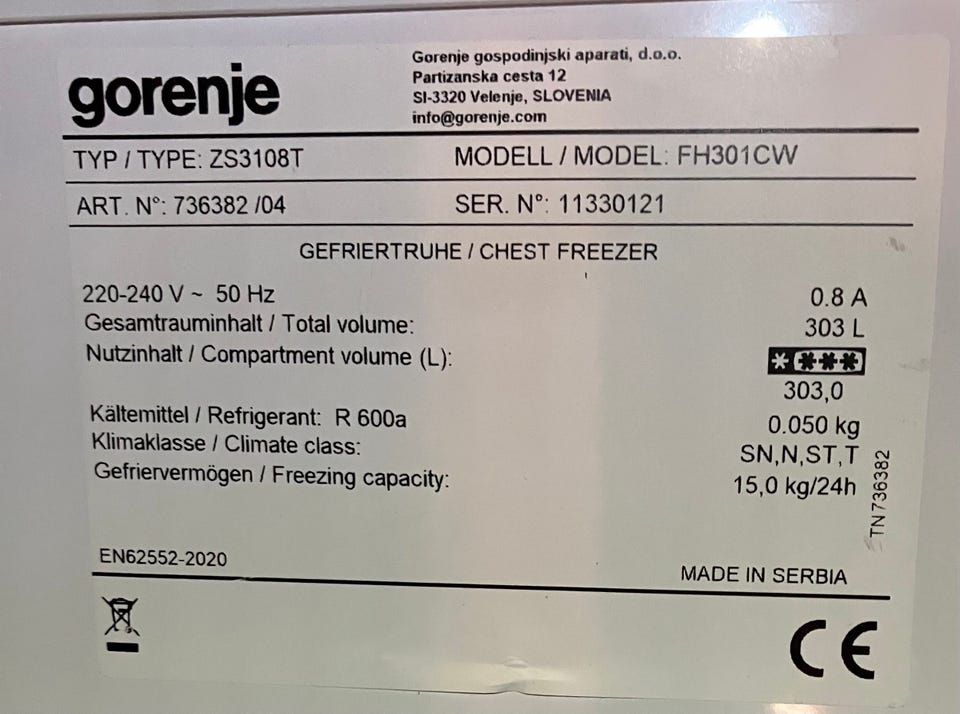 gorenje
Gorenje gospodinjski aparati, d.o.o.
Partizanska cesta 12
SI-3320 Velenje, SLOVENIA
info@gorenje.com
TYP / TYPE: ZS3108T MODELL / MODEL: FH301CW
ART. N°: 736382 /04 SER. N°: 11330121
GEFRIERTRUHE / CHEST FREEZER
220-240 V ~ 50 Hz 0.8 A
Gesamtrauminhalt / Total volume: 303 L
Nutzinhalt / Compartment volume (L):
303,0
Kältemittel / Refrigerant: R 600a 0.050 kg
Klimaklasse / Climate class: SN,N,ST,T
Gefriervermögen / Freezing capacity: 15,0 kg/24h
TN 736382
EN62552-2020
MADE IN SERBIA
CE